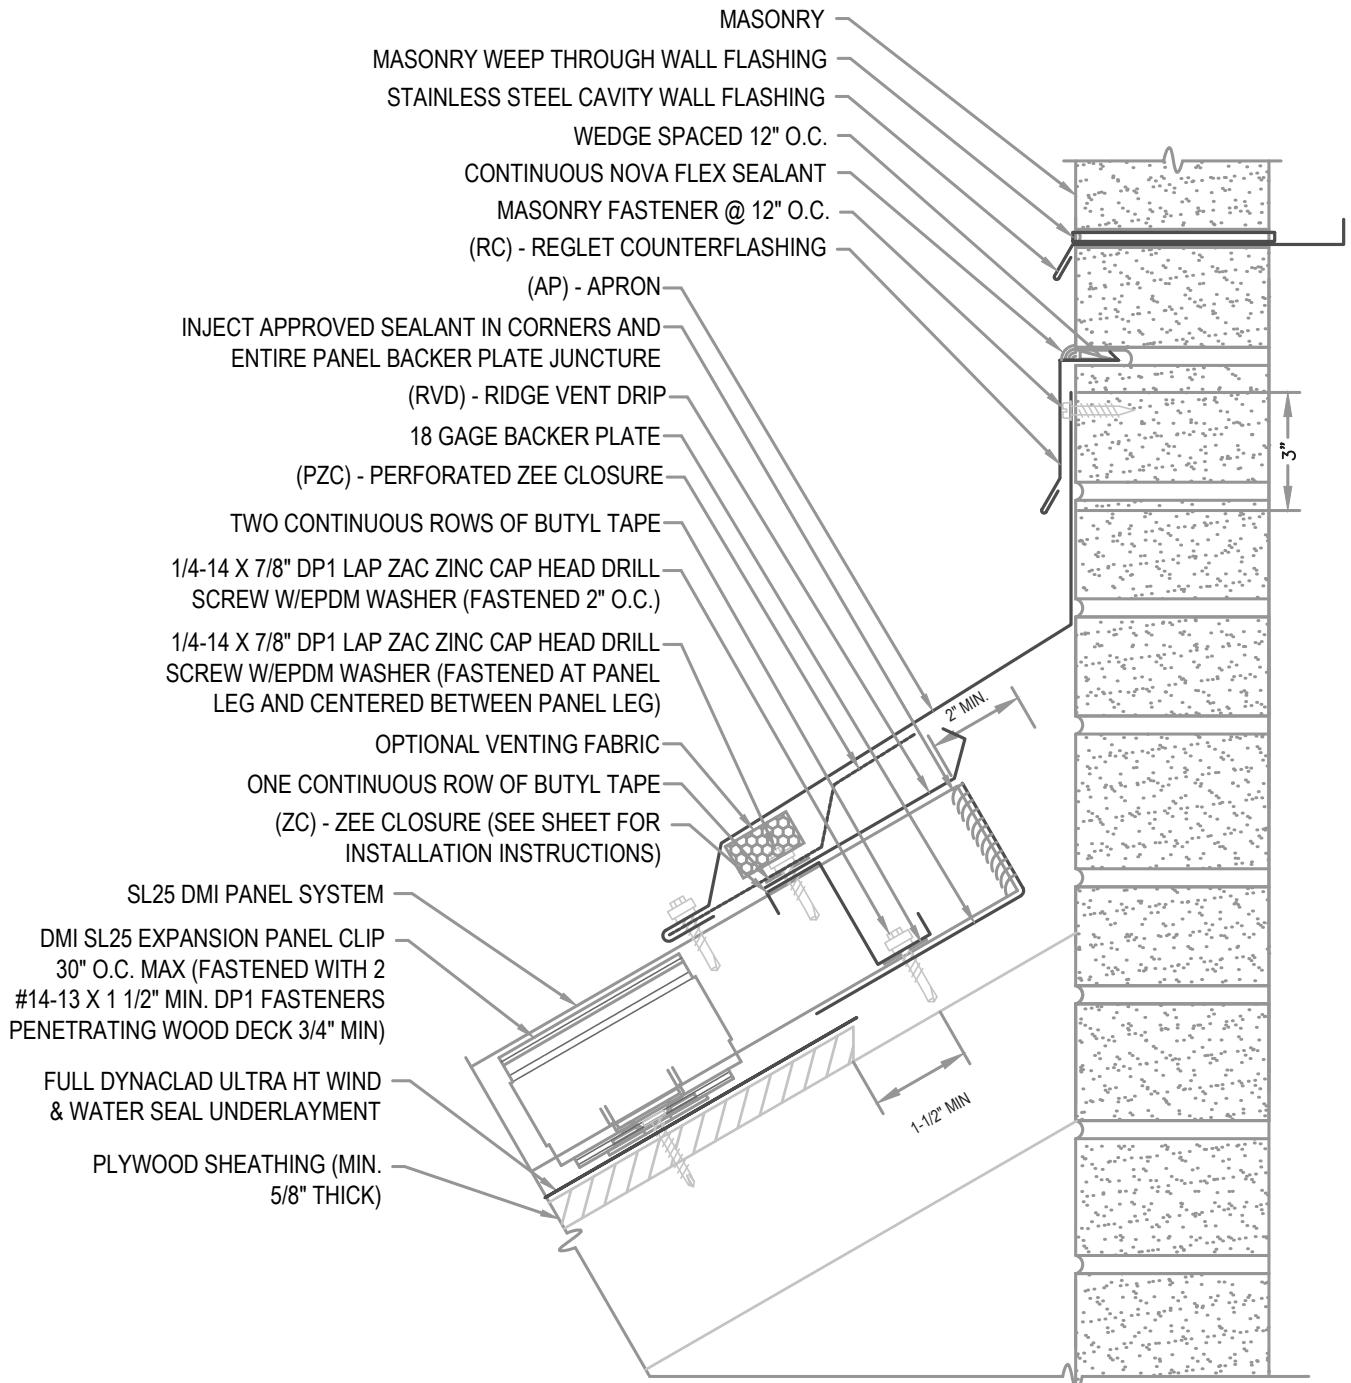 MASONRY
MASONRY WEEP THROUGH WALL FLASHING
STAINLESS STEEL CAVITY WALL FLASHING
WEDGE SPACED 12" O.C.
CONTINUOUS NOVA FLEX SEALANT
MASONRY FASTENER @ 12" O.C.
(RC) - REGLET COUNTERFLASHING
(AP) - APRON
INJECT APPROVED SEALANT IN CORNERS AND
ENTIRE PANEL BACKER PLATE JUNCTURE
(RVD) - RIDGE VENT DRIP
18 GAGE BACKER PLATE
(PZC) - PERFORATED ZEE CLOSURE
TWO CONTINUOUS ROWS OF BUTYL TAPE
1/4-14 X 7/8" DP1 LAP ZAC ZINC CAP HEAD DRILL
SCREW W/EPDM WASHER (FASTENED 2" O.C.)
1/4-14 X 7/8" DP1 LAP ZAC ZINC CAP HEAD DRILL
SCREW W/EPDM WASHER (FASTENED AT PANEL
LEG AND CENTERED BETWEEN PANEL LEG)
OPTIONAL VENTING FABRIC
ONE CONTINUOUS ROW OF BUTYL TAPE
(ZC) - ZEE CLOSURE (SEE SHEET FOR
INSTALLATION INSTRUCTIONS)
SL25 DMI PANEL SYSTEM
DMI SL25 EXPANSION PANEL CLIP
30" O.C. MAX (FASTENED WITH 2
#14-13 X 1 1/2" MIN. DP1 FASTENERS
PENETRATING WOOD DECK 3/4" MIN)
FULL DYNACLAD ULTRA HT WIND
& WATER SEAL UNDERLAYMENT
PLYWOOD SHEATHING (MIN.
5/8" THICK)
3"
2" MIN.
1-1/2" MIN